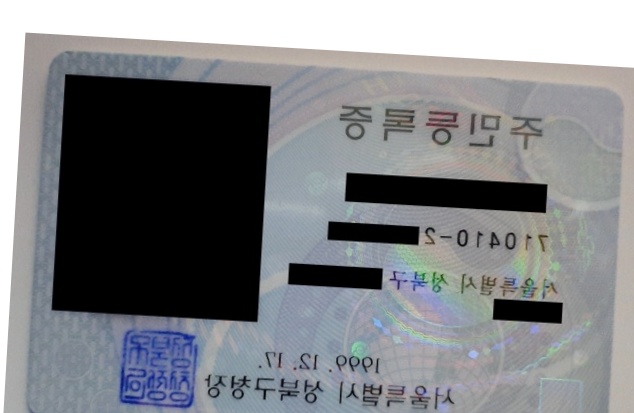 주민등록증
710410-2
서울특별시 성북구
1999. 12. 17.
서울특별시 성북구청장